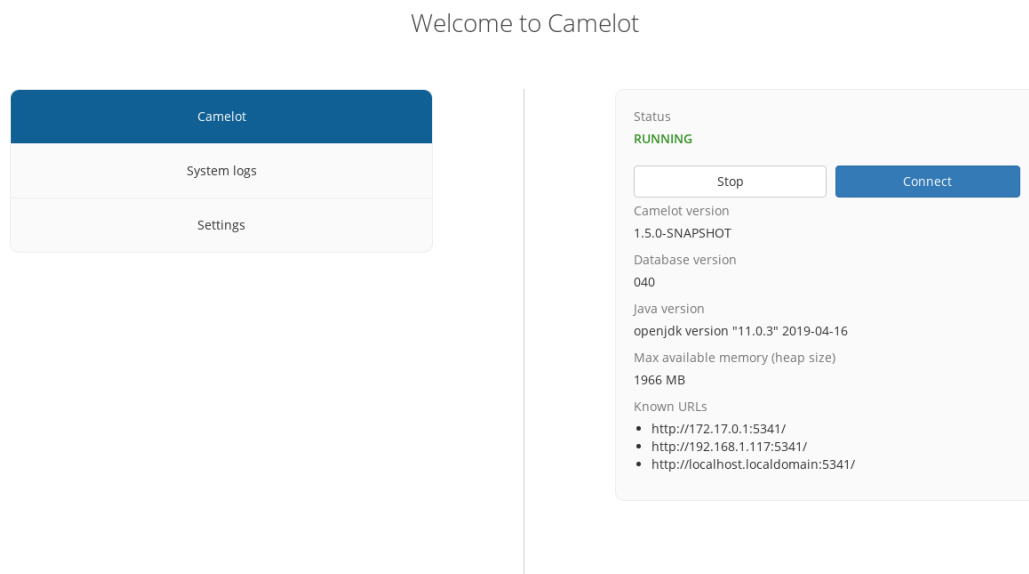 Welcome to Camelot
Camelot
System logs
Settings
Status
RUNNING
Stop
Connect
Camelot version
1.5.0-SNAPSHOT
Database version
040
Java version
openjdk version "11.0.3" 2019-04-16
Max available memory (heap size)
1966 MB
Known URLs
• http://172.17.0.1:5341/
• http://192.168.1.117:5341/
• http://localhost.localdomain:5341/